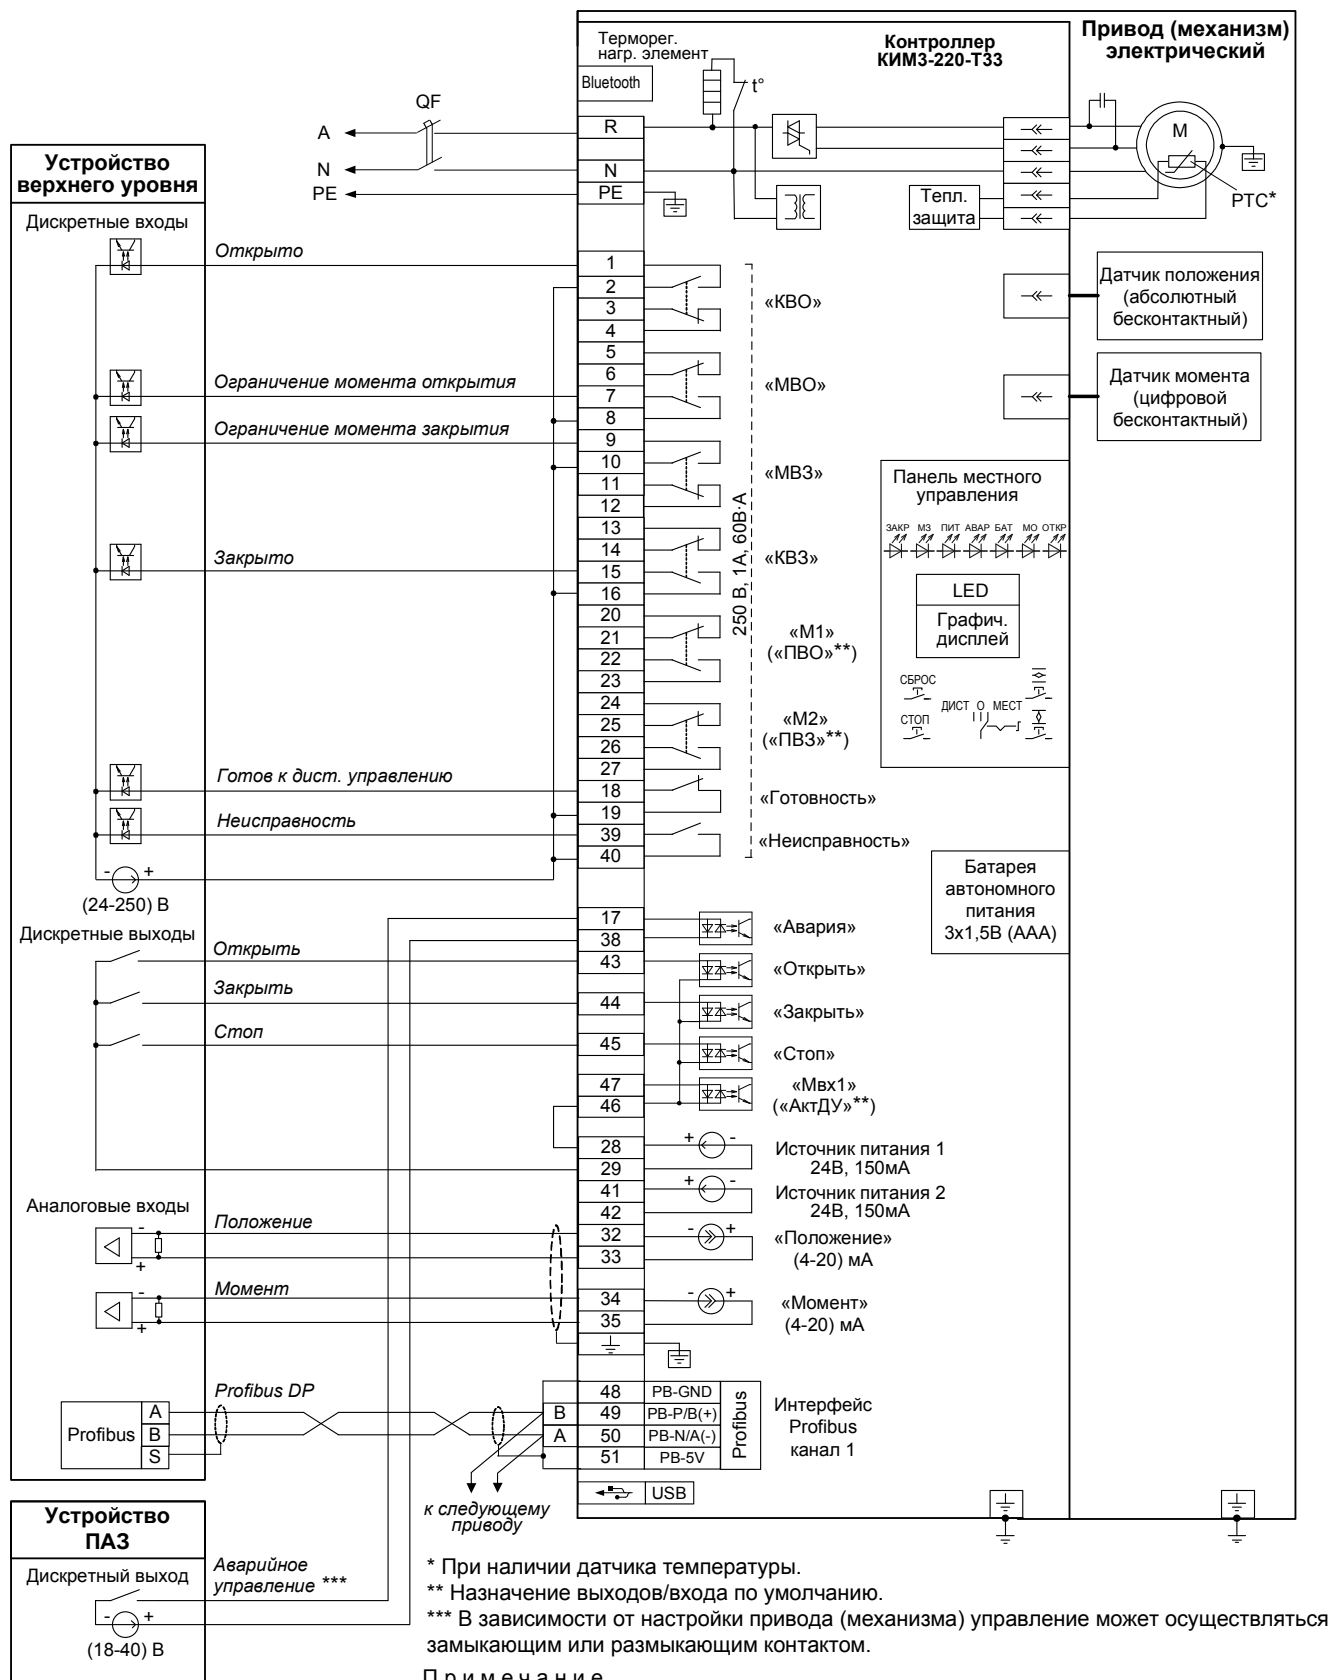 Терморег.
нагр. элемент
Контроллер
КИМ3-220-Т33
Привод (механизм)
электрический
Bluetooth
t°
QF
A
R
M
N
N
PE
PE
Тепл.
защита
РТС*
Устройство
верхнего уровня
Дискретные входы
Открыто
1
2
3
4
«КВО»
Датчик положения
(абсолютный
бесконтактный)
Ограничение момента открытия
5
6
7
8
«МВО»
Датчик момента
(цифровой
бесконтактный)
Ограничение момента закрытия
9
10
11
12
«МВЗ»
Панель местного
управления
ЗАКР МЗ ПИТ АВАР БАТ МО ОТКР
Закрыто
13
14
15
16
«КВЗ»
250 В, 1А, 60В·А
LED
Графич.
дисплей
20
21
22
23
«М1»
(«ПВО»**)
СБРОС
СТОП
ДИСТ О МЕСТ
24
25
26
27
«М2»
(«ПВЗ»**)
Готов к дист. управлению
18
19
«Готовность»
Неисправность
39
40
«Неисправность»
- +
(24-250) В
Батарея
автономного
питания
3х1,5В (ААА)
Дискретные выходы
17
38
«Авария»
Открыть
43
«Открыть»
Закрыть
44
«Закрыть»
Стоп
45
«Стоп»
47
46
«Мвх1»
(«АктДУ»**)
28
29
+ -
Источник питания 1
24В, 150мА
41
42
+ -
Источник питания 2
24В, 150мА
Аналоговые входы
Положение
-
+
32
33
- +
«Положение»
(4-20) мА
Момент
-
+
34
35
- +
«Момент»
(4-20) мА
Profibus DP
Profibus
A
B
S
B
A
48 PB-GND
49 PB-P/B(+)
50 PB-N/A(-)
51 PB-5V
Profibus
Интерфейс
Profibus
канал 1
USB
к следующему
приводу
Устройство
ПАЗ
Дискретный выход
- +
(18-40) В
Аварийное
управление ***
* При наличии датчика температуры.
** Назначение выходов/входа по умолчанию.
*** В зависимости от настройки привода (механизма) управление может осуществляться
замыкающим или размыкающим контактом.
Примечание